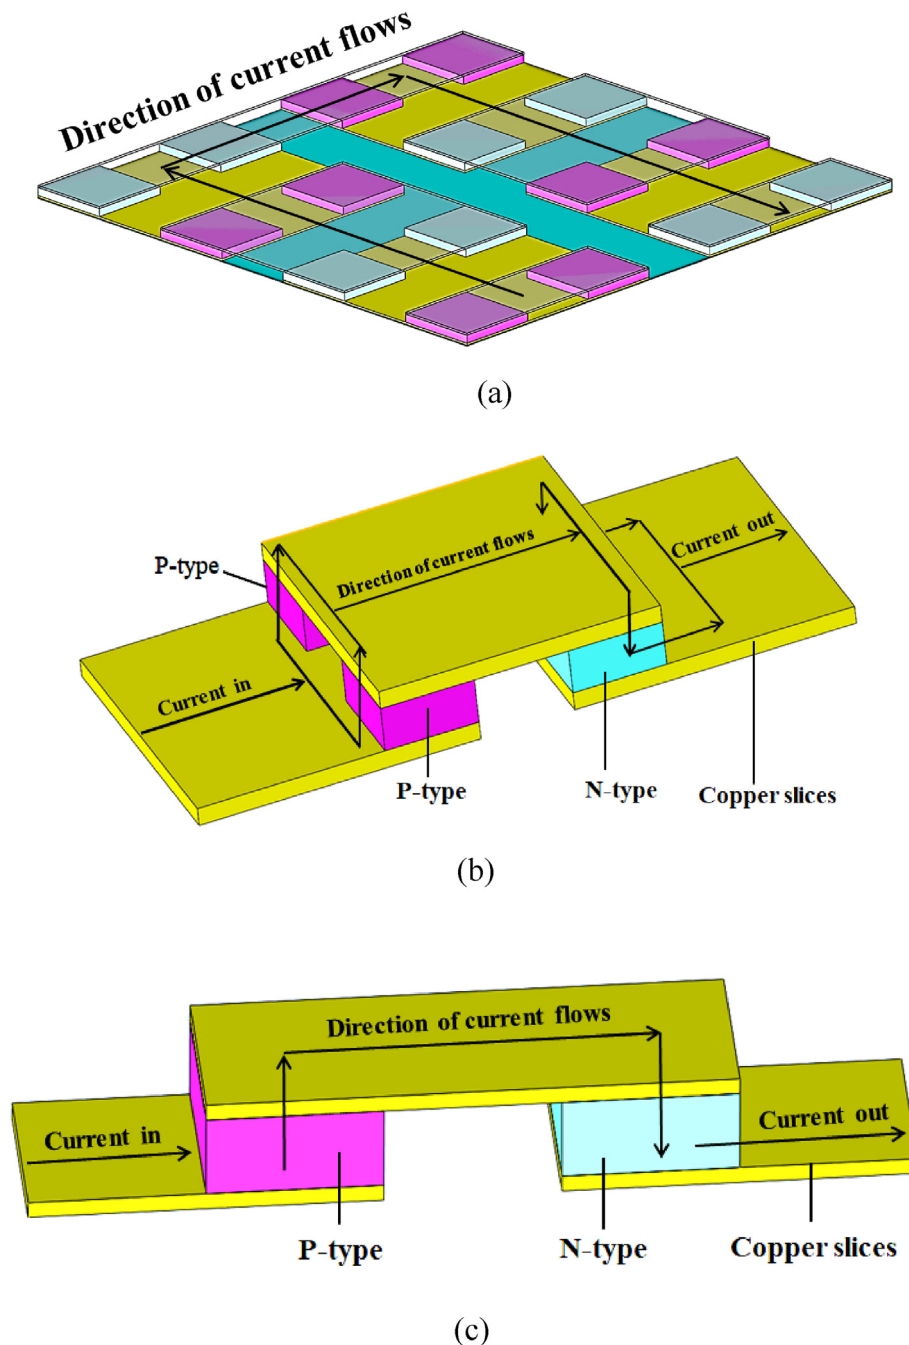 Direction of current flows
(a)
P-type
Direction of current flows
Current out
Current in
P-type
N-type
Copper slices
(b)
Direction of current flows
Current in
Current out
P-type
N-type
Copper slices
(c)